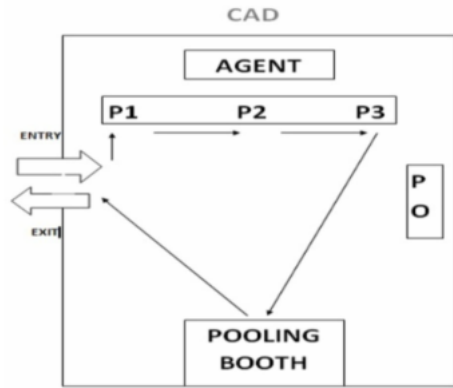 CAD
AGENT
P1 P2 P3
ENTRY
P
O
EXIT
POOLING
BOOTH